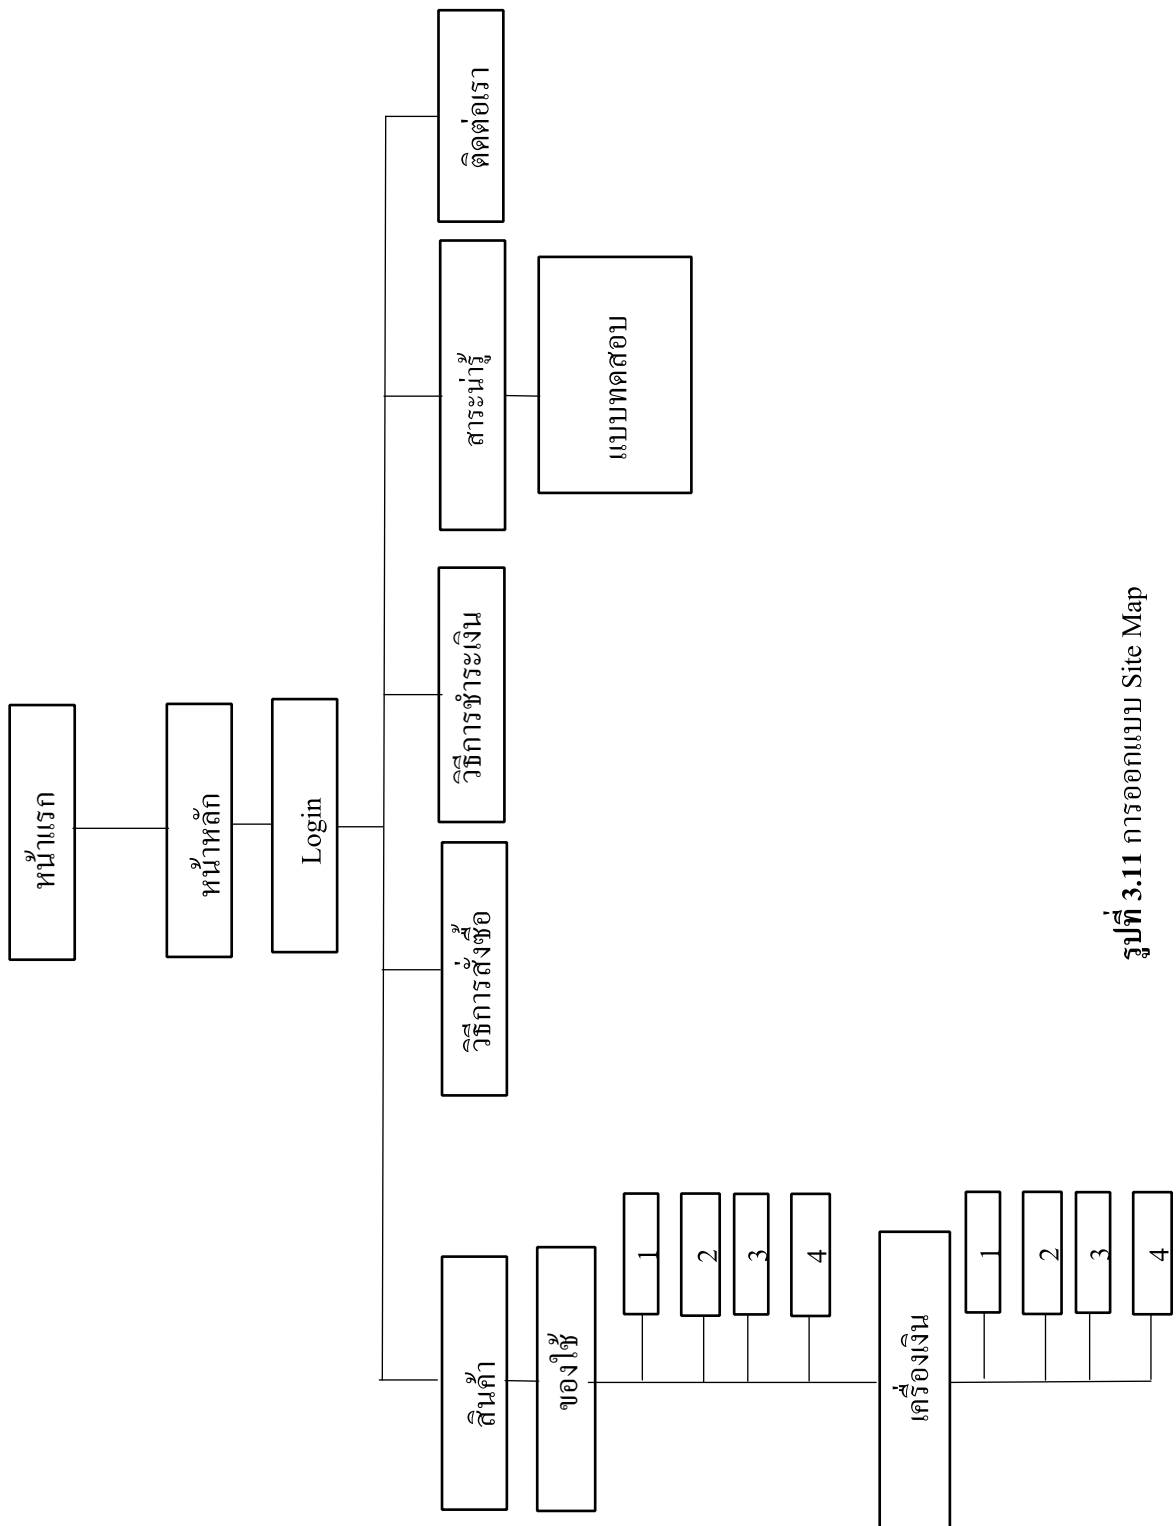 หน้าแรก
หน้าหลัก
Login
สินค้า
วิธีการสั่งซื้อ
วิธีการชำระเงิน
สาระน่ารู้
ติดต่อเรา
ของใช้
แบบทดสอบ
1
2
3
4
เครื่องเงิน
1
2
3
4
รูปที่ 3.11 การออกแบบ Site Map